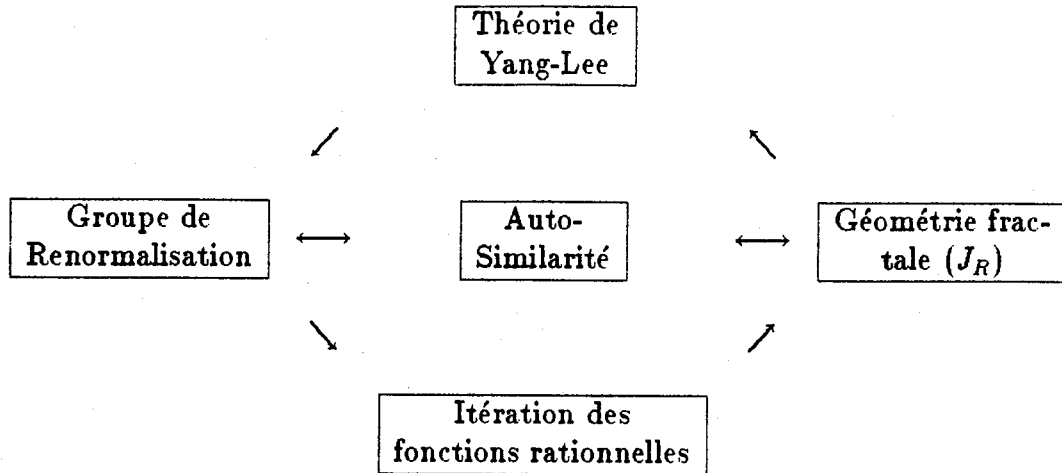 Théorie de
Yang-Lee
Groupe de
Renormalisation
Auto-
Similarité
Géométrie frac-
tale (J_R)
Itération des
fonctions rationnelles